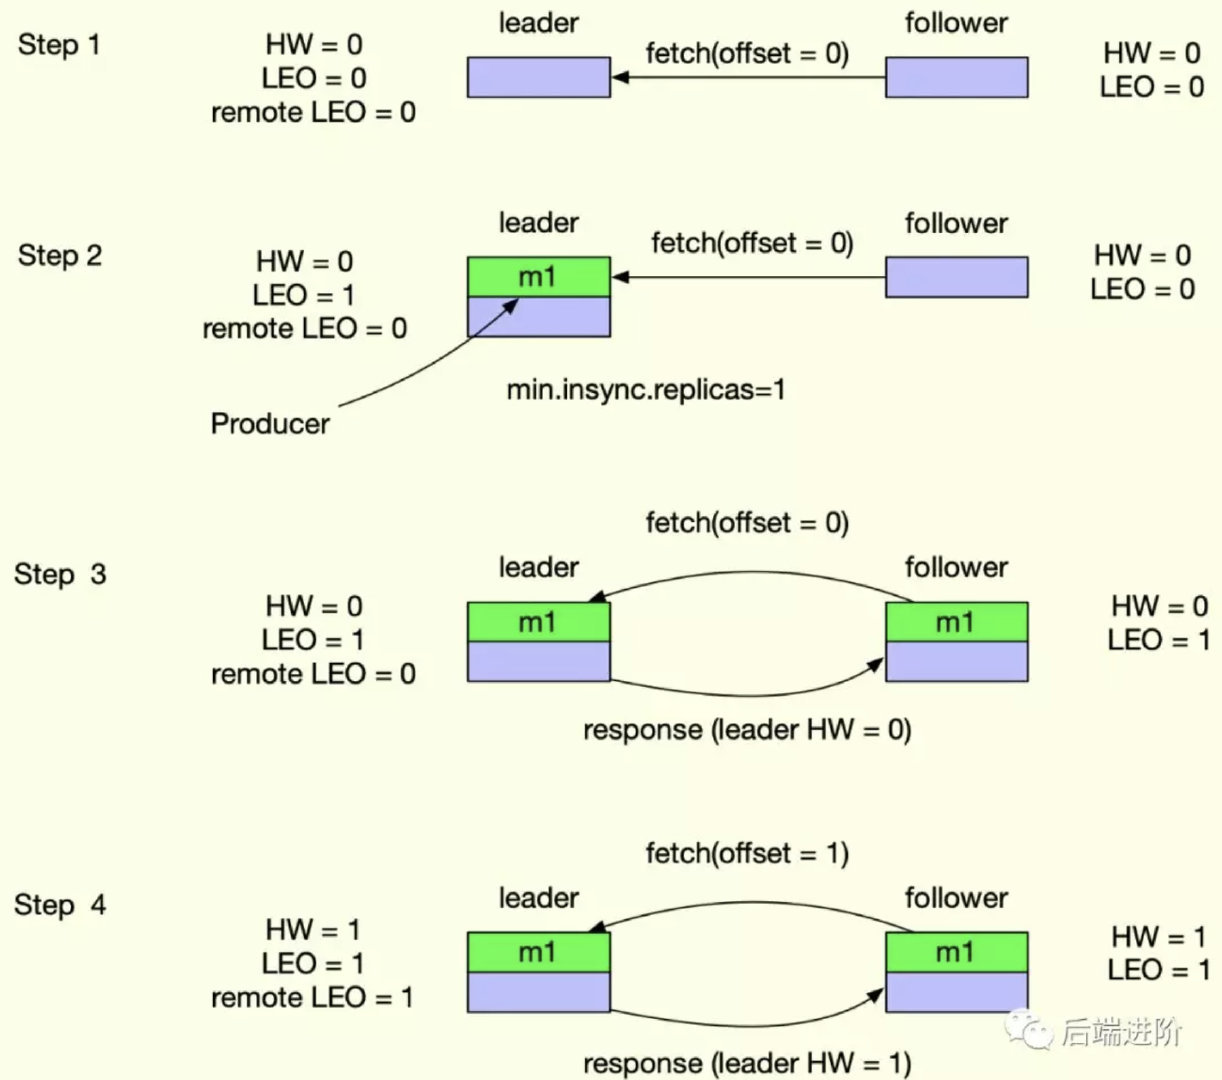 Step 1
HW = 0
LEO = 0
remote LEO = 0
leader
fetch(offset = 0)
follower
HW = 0
LEO = 0
Step 2
HW = 0
LEO = 1
remote LEO = 0
leader
m1
fetch(offset = 0)
follower
HW = 0
LEO = 0
min.insync.replicas=1
Producer
Step 3
HW = 0
LEO = 1
remote LEO = 0
fetch(offset = 0)
leader
m1
follower
m1
HW = 0
LEO = 1
response (leader HW = 0)
Step 4
HW = 1
LEO = 1
remote LEO = 1
fetch(offset = 1)
leader
m1
follower
m1
HW = 1
LEO = 1
response (leader HW = 1)
后端进阶